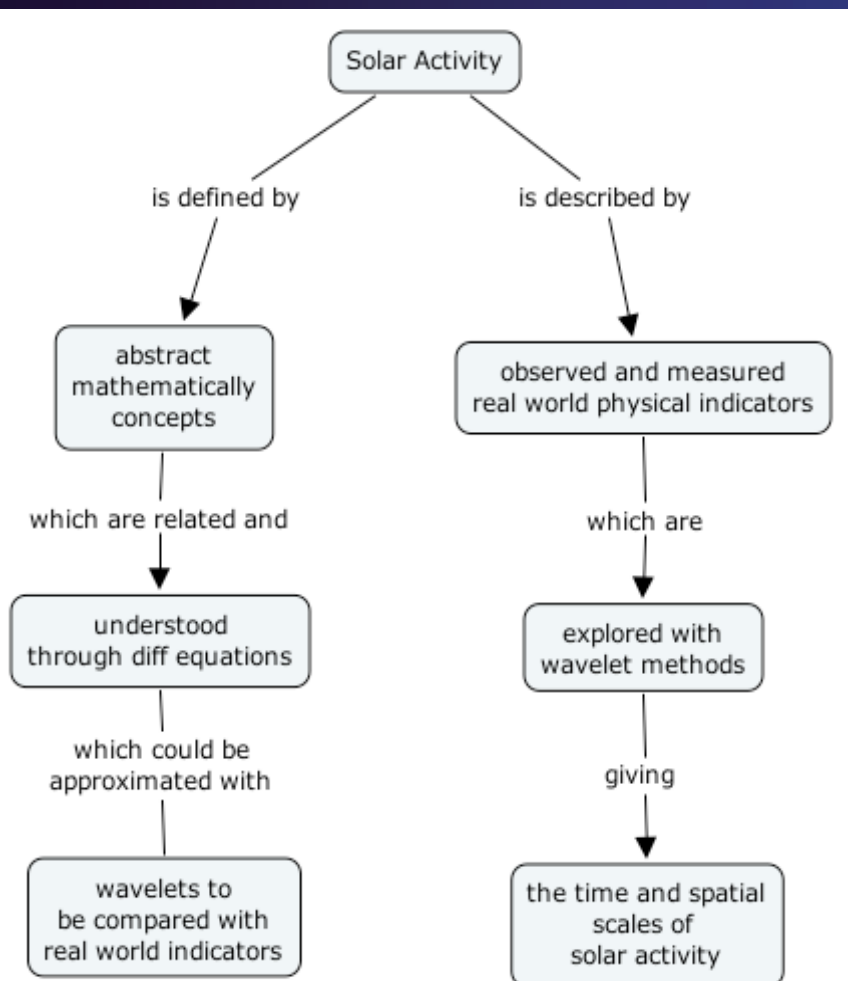 Solar Activity
is defined by
is described by
abstract
mathematically
concepts
observed and measured
real world physical indicators
which are related and
which are
understood
through diff equations
explored with
wavelet methods
which could be
approximated with
giving
wavelets to
be compared with
real world indicators
the time and spatial
scales of
solar activity